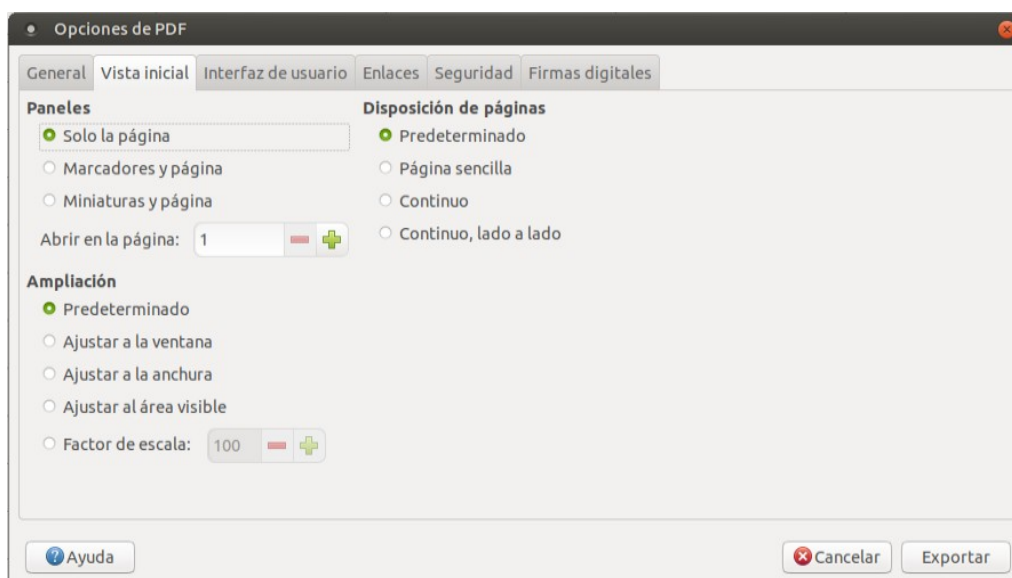 Opciones de PDF
General Vista inicial Interfaz de usuario Enlaces Seguridad Firmas digitales
Paneles
Solo la página
Marcadores y página
Miniaturas y página
Abrir en la página: 1
Disposición de páginas
Predeterminado
Página sencilla
Continuo
Continuo, lado a lado
Ampliación
Predeterminado
Ajustar a la ventana
Ajustar a la anchura
Ajustar al área visible
Factor de escala: 100
Ayuda Cancelar Exportar